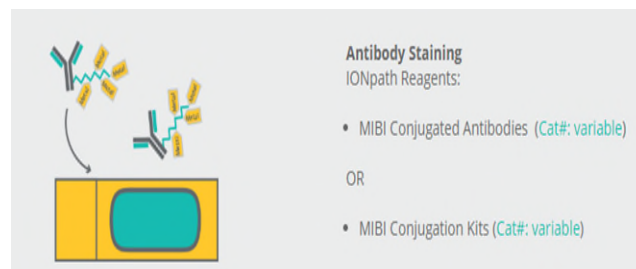 Antibody Staining
IONpath Reagents:
• MIBI Conjugated Antibodies (Cat#: variable)
OR
• MIBI Conjugation Kits (Cat#: variable)